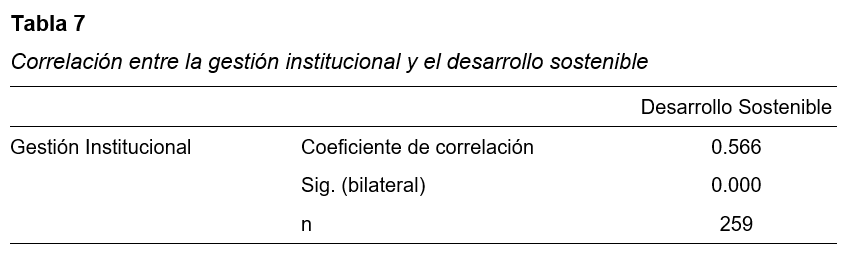 Tabla 7
Correlación entre la gestión institucional y el desarrollo sostenible
Desarrollo Sostenible
Gestión Institucional Coeficiente de correlación 0.566
Sig. (bilateral) 0.000
n 259